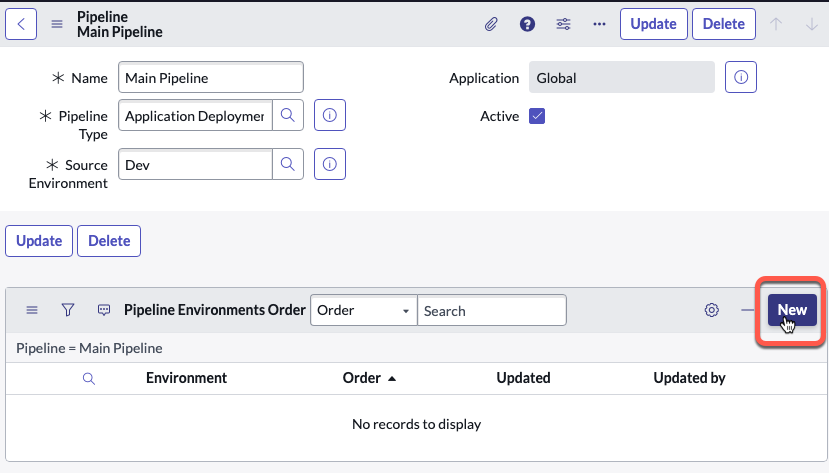 Pipeline
Main Pipeline
Update
Delete
Name
Main Pipeline
Application
Global
Pipeline
Type
Application Deploymer
Active
Source
Environment
Dev
Update
Delete
Pipeline Environments Order
Order
Search
New
Pipeline = Main Pipeline
Environment
Order
Updated
Updated by
No records to display